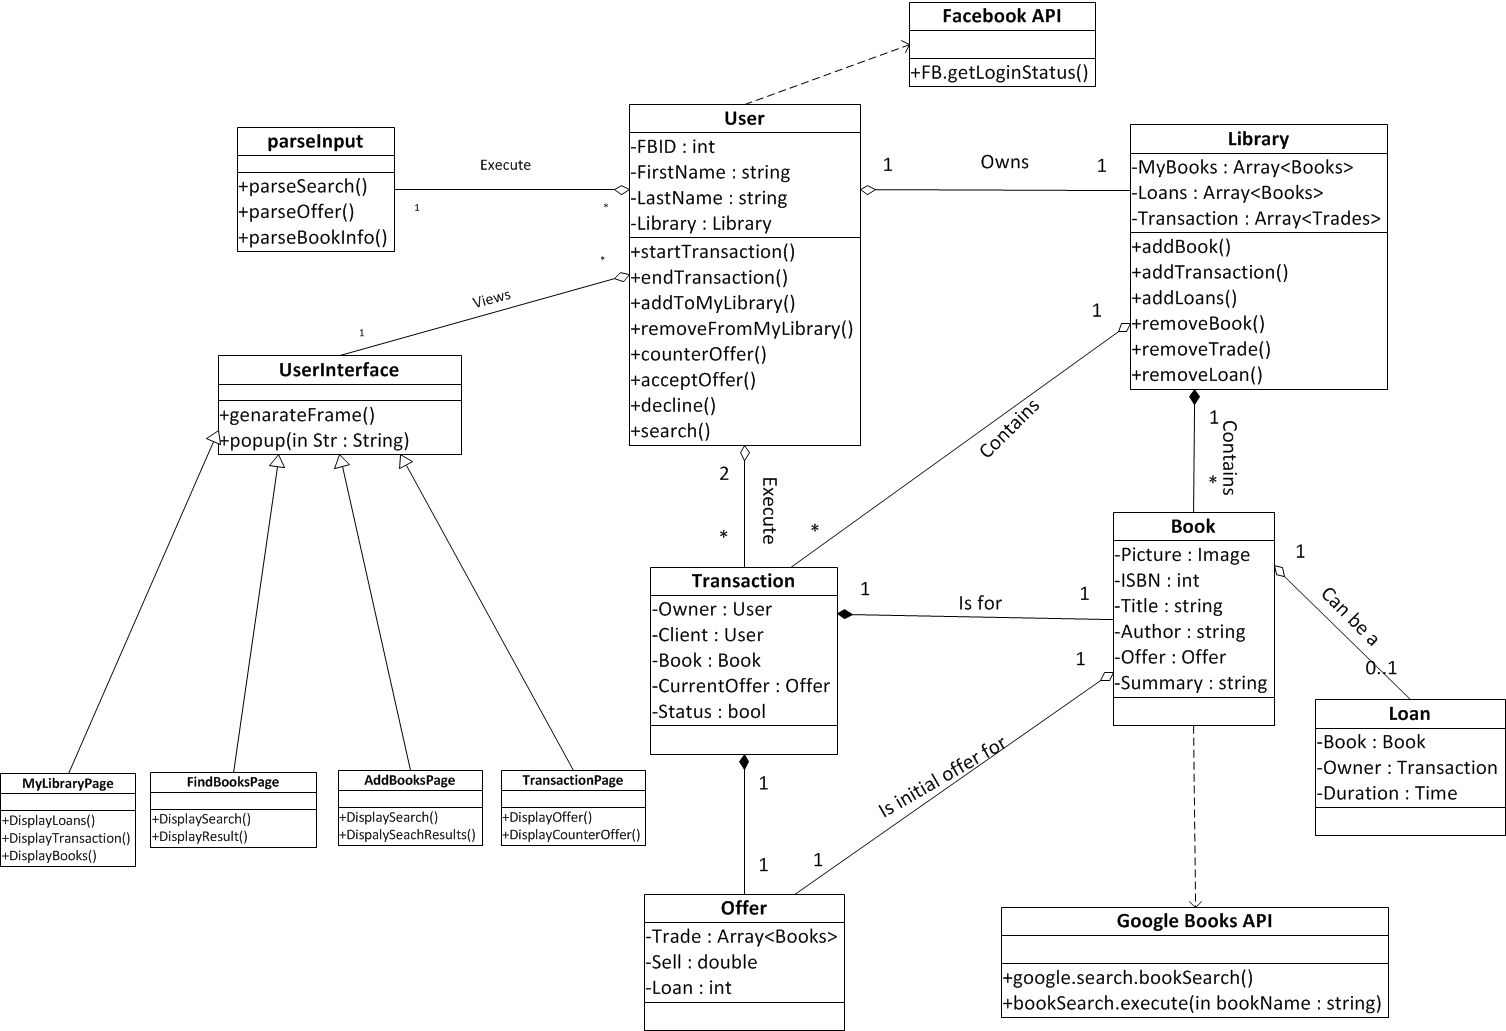 Facebook API
+FB.getLoginStatus()
parseInput
+parseSearch()
+parseOffer()
+parseBookInfo()
Execute
1
*
User
-FBID : int
-FirstName : string
-LastName : string
-Library : Library
+startTransaction()
+endTransaction()
+addToMyLibrary()
+removeFromMyLibrary()
+counterOffer()
+acceptOffer()
+decline()
+search()
1
Owns
1
Library
-MyBooks : Array<Books>
-Loans : Array<Books>
-Transaction : Array<Trades>
+addBook()
+addTransaction()
+addLoans()
+removeBook()
+removeTrade()
+removeLoan()
*
Views
1
UserInterface
+genarateFrame()
+popup(in Str : String)
2
Execute
*
1
Contains
*
1
Contains
*
Transaction
-Owner : User
-Client : User
-Book : Book
-CurrentOffer : Offer
-Status : bool
1
Is for
1
Book
-Picture : Image
-ISBN : int
-Title : string
-Author : string
-Offer : Offer
-Summary : string
1
Can be a
0..1
Loan
-Book : Book
-Owner : Transaction
-Duration : Time
MyLibraryPage
+DisplayLoans()
+DisplayTransaction()
+DisplayBooks()
FindBooksPage
+DisplaySearch()
+DisplayResult()
AddBooksPage
+DisplaySearch()
+DispalySeachResults()
TransactionPage
+DisplayOffer()
+DisplayCounterOffer()
1
1
1
Is initial offer for
1
Offer
-Trade : Array<Books>
-Sell : double
-Loan : int
Google Books API
+google.search.bookSearch()
+bookSearch.execute(in bookName : string)